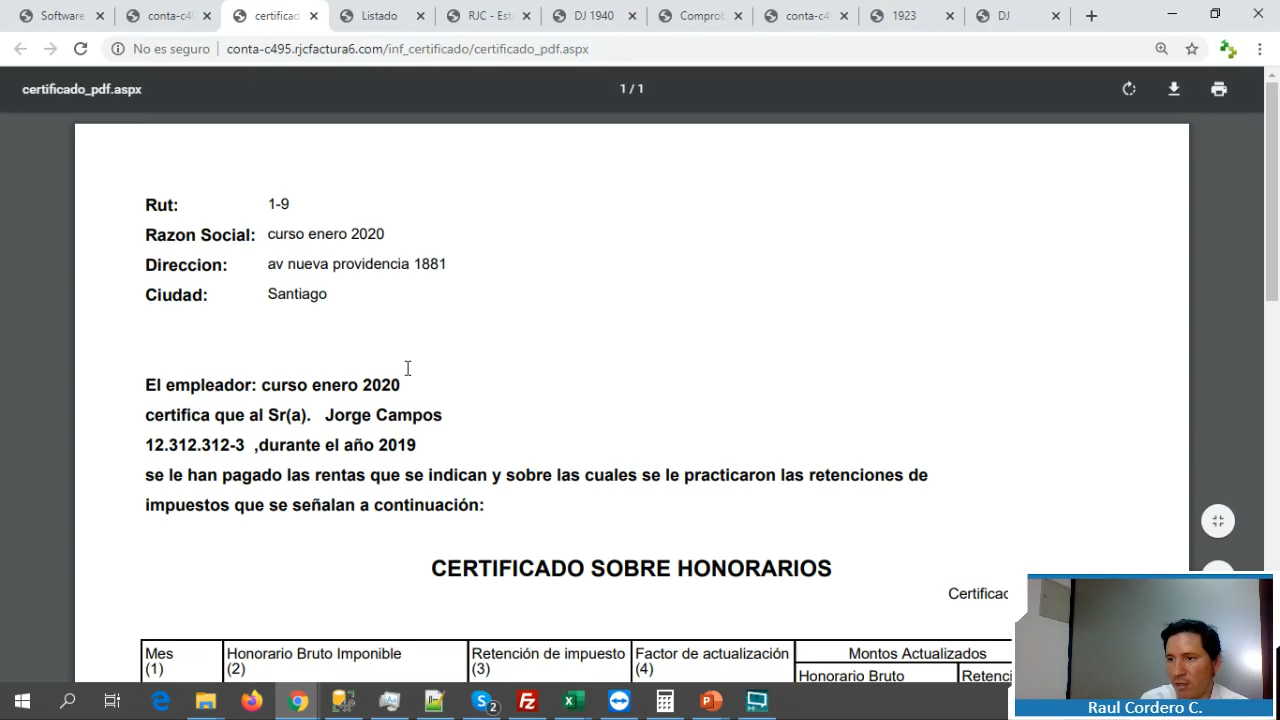 Software
conta-c4
certificad
Listado
RJC - Est
DJ 1940
Comprob
conta-c4
1923
DJ
No es seguro
conta-c495.rjcfactura6.com/inf_certificado/certificado_pdf.aspx
certificado_pdf.aspx
1 / 1
Rut: 1-9
Razon Social: curso enero 2020
Direccion: av nueva providencia 1881
Ciudad: Santiago
El empleador: curso enero 2020
certifica que al Sr(a). Jorge Campos
12.312.312-3 ,durante el año 2019
se le han pagado las rentas que se indican y sobre las cuales se le practicaron las retenciones de
impuestos que se señalan a continuación:
CERTIFICADO SOBRE HONORARIOS
Certificad
Mes
(1)
Honorario Bruto Imponible
(2)
Retención de impuesto
(3)
Factor de actualización
(4)
Montos Actualizados
Honorario Bruto
Retenci
2
Raul Cordero C.